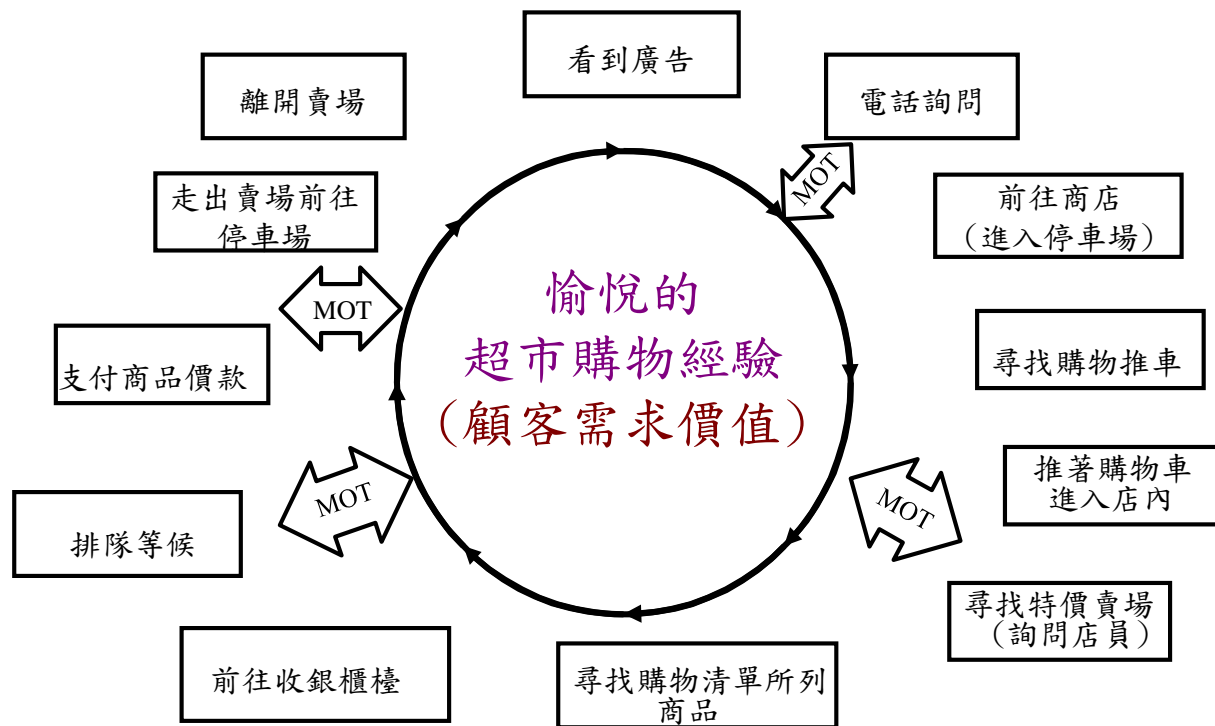 看到廣告
離開賣場
電話詢問
MOT
走出賣場前往
停車場
前往商店
（進入停車場）
MOT
愉悅的
超市購物經驗
（顧客需求價值）
支付商品價款
尋找購物推車
推著購物車
進入店內
MOT
MOT
排隊等候
尋找特價賣場
（詢問店員）
前往收銀櫃檯
尋找購物清單所列
商品